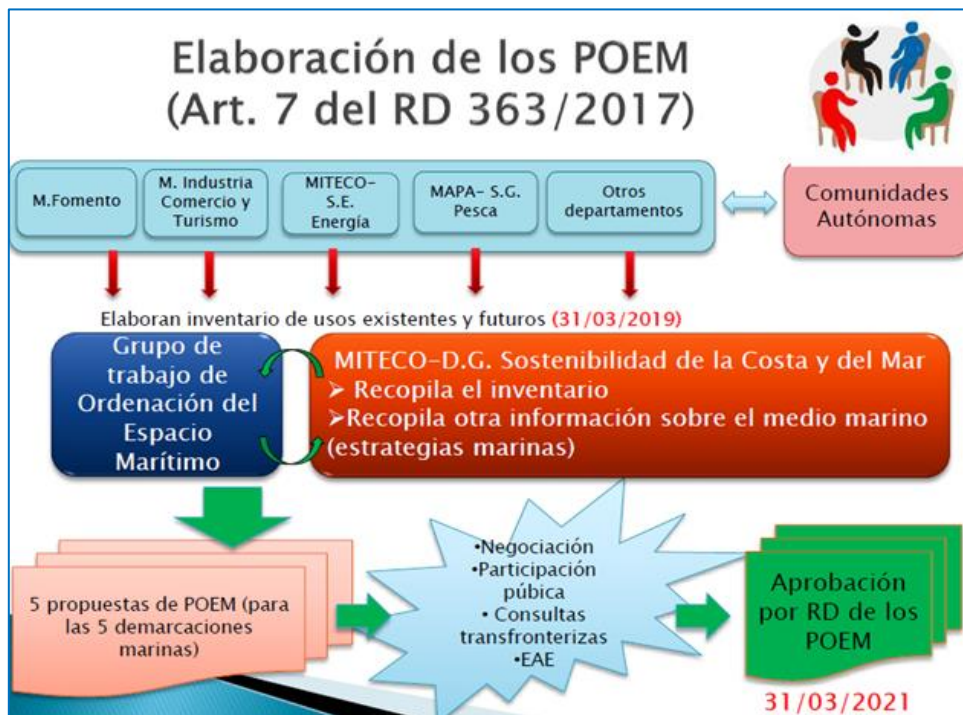 Elaboración de los POEM
(Art. 7 del RD 363/2017)
M.Fomento
M. Industria
Comercio y
Turismo
MITECO-
S.E.
Energía
MAPA- S.G.
Pesca
Otros
departamentos
Comunidades
Autónomas
Elaboran inventario de usos existentes y futuros (31/03/2019)
Grupo de
trabajo de
Ordenación del
Espacio
Marítimo
MITECO-D.G. Sostenibilidad de la Costa y del Mar
➢ Recopila el inventario
➢Recopila otra información sobre el medio marino
(estrategias marinas)
5 propuestas de POEM (para
las 5 demarcaciones
marinas)
•Negociación
•Participación
púbica
• Consultas
transfronterizas
•EAE
Aprobación
por RD de los
POEM
31/03/2021